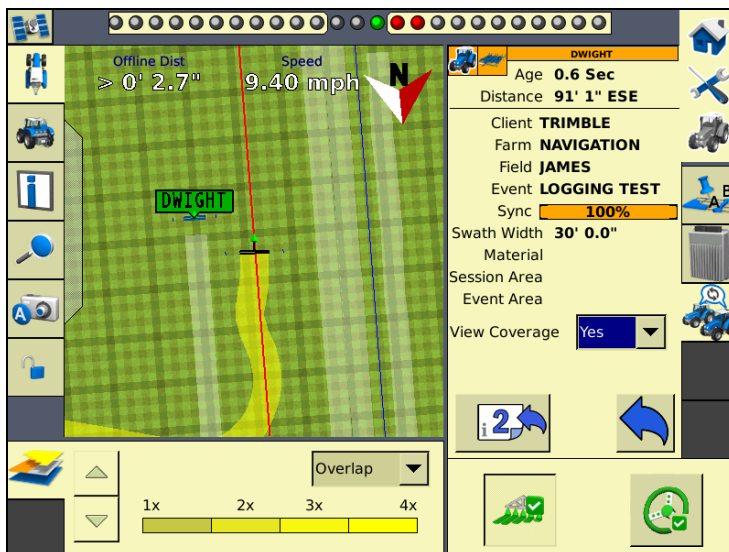 DWIGHT
Offline Dist
Speed
> 0' 2.7"
9.40 mph
N
Age 0.6 Sec
Distance 91' 1" ESE
Client TRIMBLE
Farm NAVIGATION
Field JAMES
Event LOGGING TEST
Sync 100%
Swath Width 30' 0.0"
Material
Session Area
Event Area
View Coverage Yes
DWIGHT
A B
A
2
Overlap
1x 2x 3x 4x